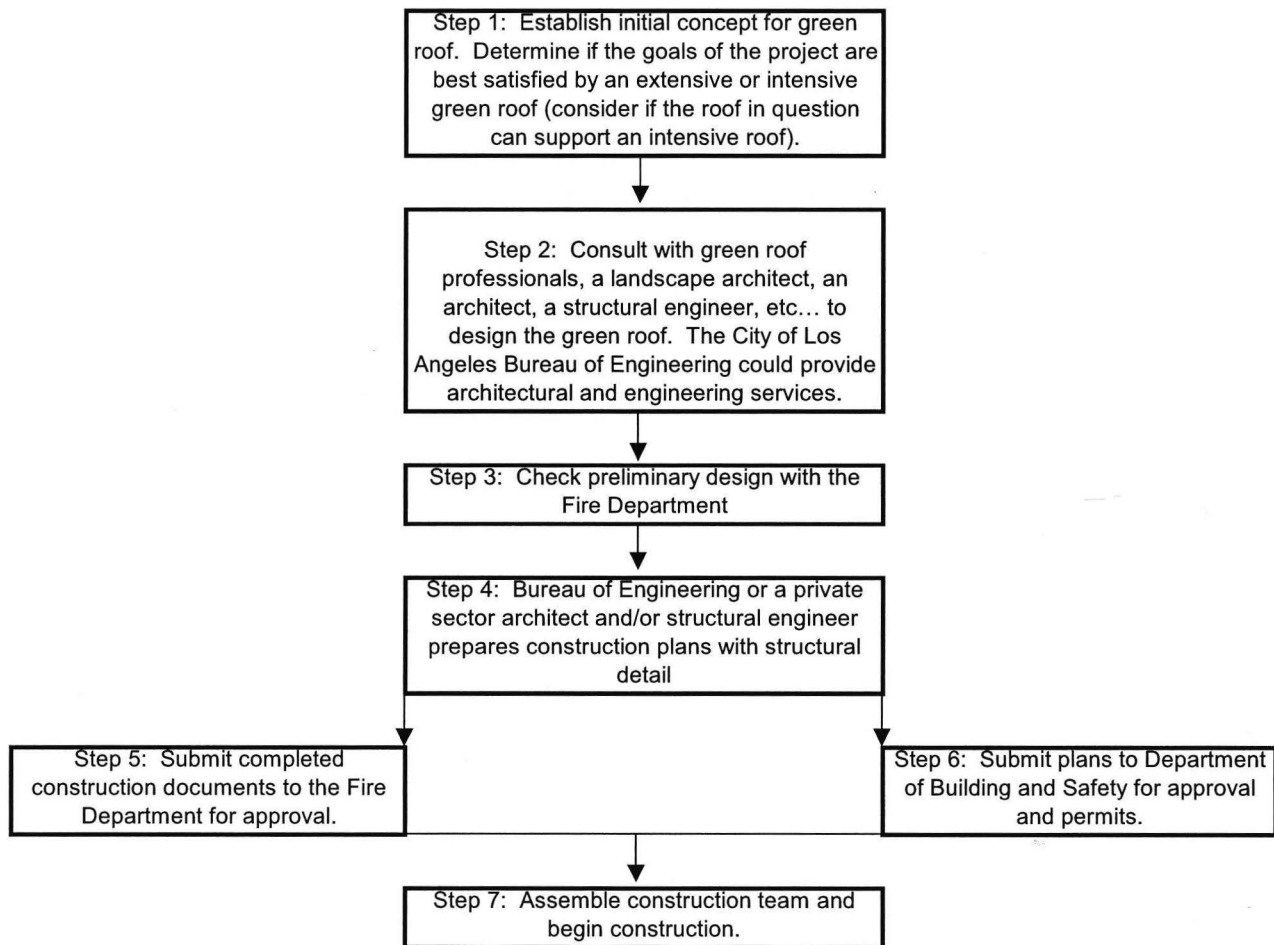 Step 1:  Establish initial concept for green
roof.  Determine if the goals of the project are
best satisfied by an extensive or intensive
green roof (consider if the roof in question
can support an intensive roof).
Step 2:  Consult with green roof
professionals, a landscape architect, an
architect, a structural engineer, etc… to
design the green roof.  The City of Los
Angeles Bureau of Engineering could provide
architectural and engineering services.
Step 3:  Check preliminary design with the
Fire Department
Step 4:  Bureau of Engineering or a private
sector architect and/or structural engineer
prepares construction plans with structural
detail
Step 5:  Submit completed
construction documents to the Fire
Department for approval.
Step 6:  Submit plans to Department
of Building and Safety for approval
and permits.
Step 7:  Assemble construction team and
begin construction.